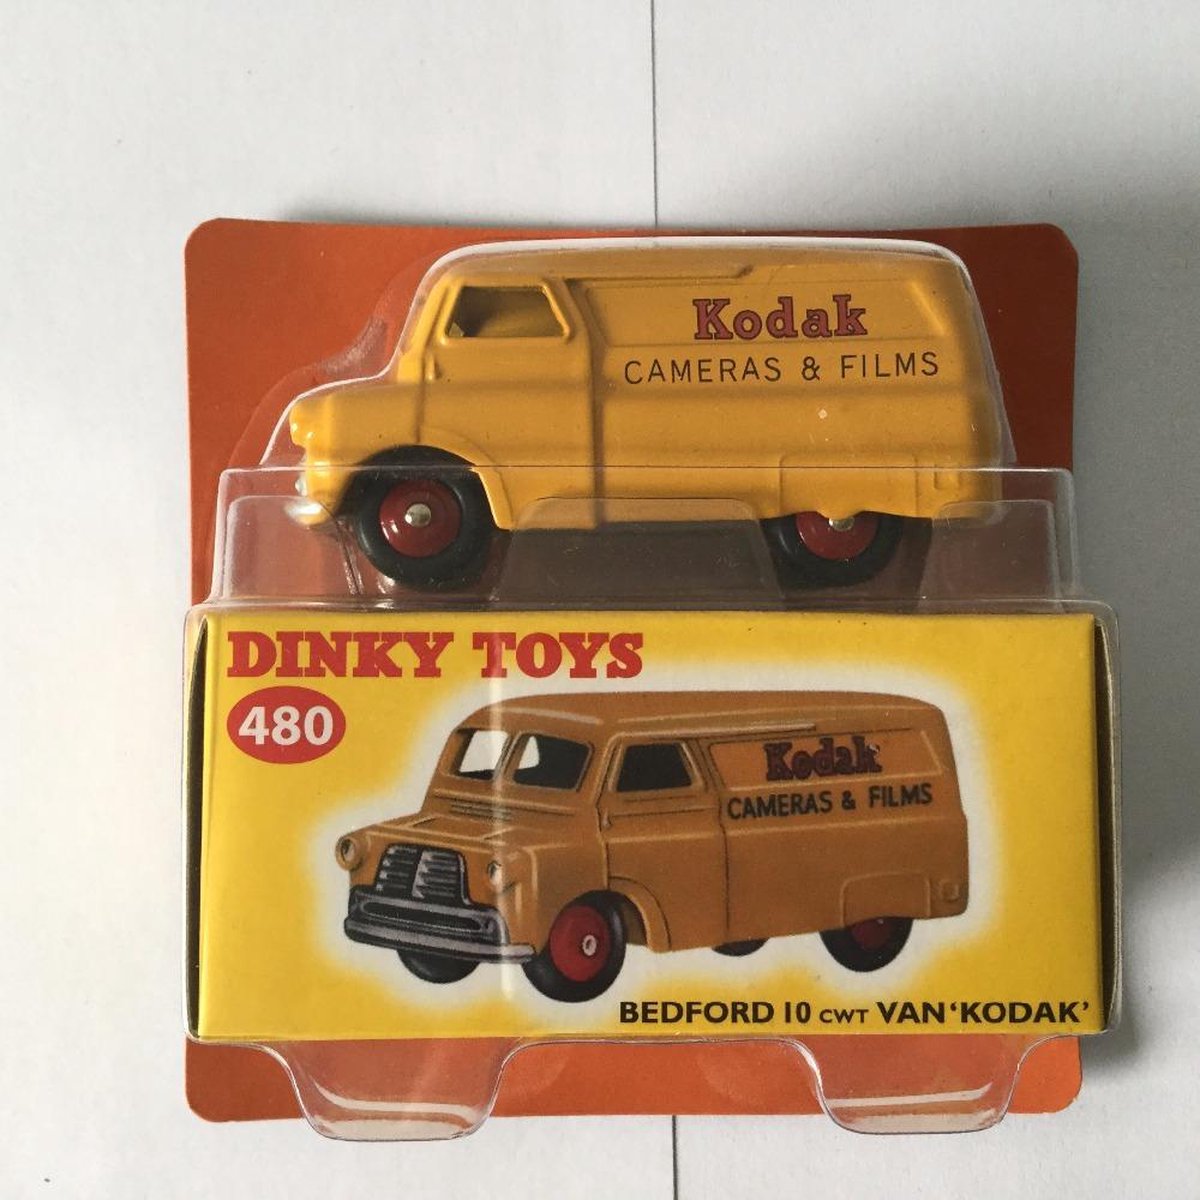 Kodak
CAMERAS & FILMS
DINKY TOYS
480
Kodak
CAMERAS & FILMS
BEDFORD 10 CWT VAN 'KODAK'